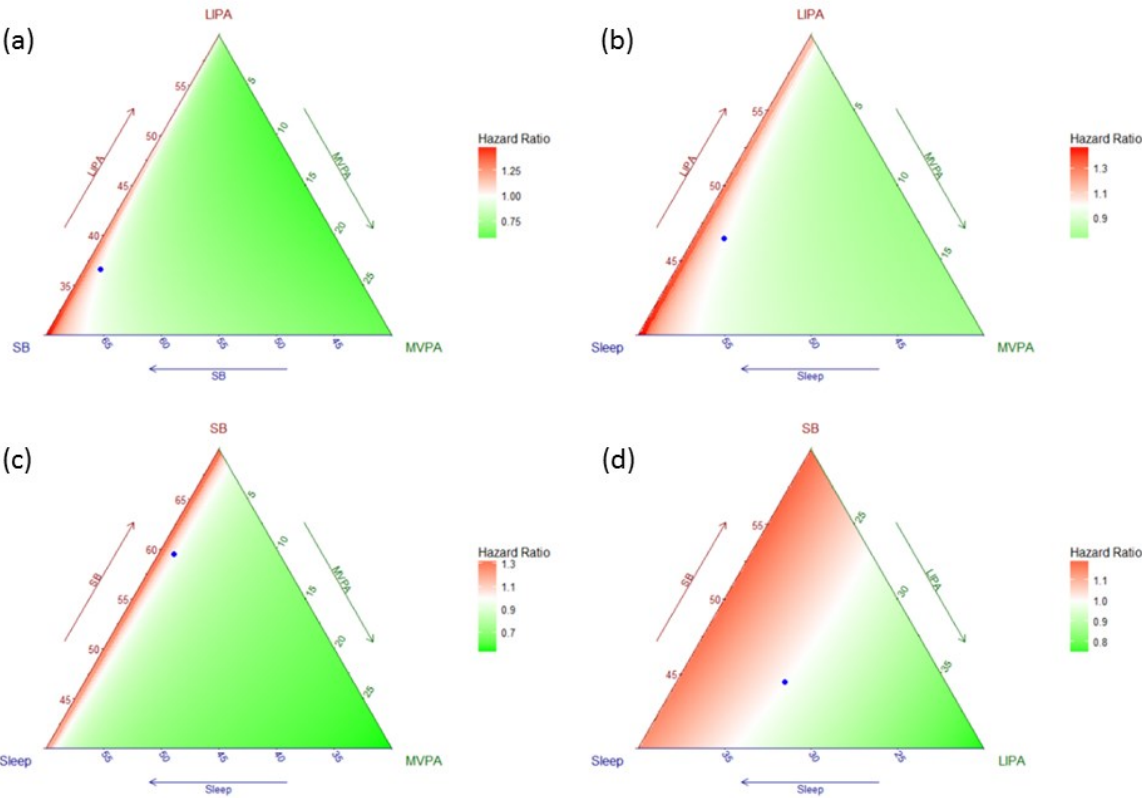 (a)
LIPA
55
50
45
40
35
LIPA
5
10
15
20
25
MVPA
SB
65
60
55
50
45
MVPA
SB
Hazard Ratio
1.25
1.00
0.75
(b)
LIPA
55
50
45
LIPA
5
10
15
MVPA
Sleep
55
50
45
MVPA
Sleep
Hazard Ratio
1.3
1.1
0.9
(c)
SB
65
60
55
50
45
SB
5
10
15
20
25
MVPA
Sleep
55
50
45
40
35
MVPA
Sleep
Hazard Ratio
1.3
1.1
0.9
0.7
(d)
SB
55
50
45
SB
25
30
35
LIPA
Sleep
35
30
25
LIPA
Sleep
Hazard Ratio
1.1
1.0
0.9
0.8